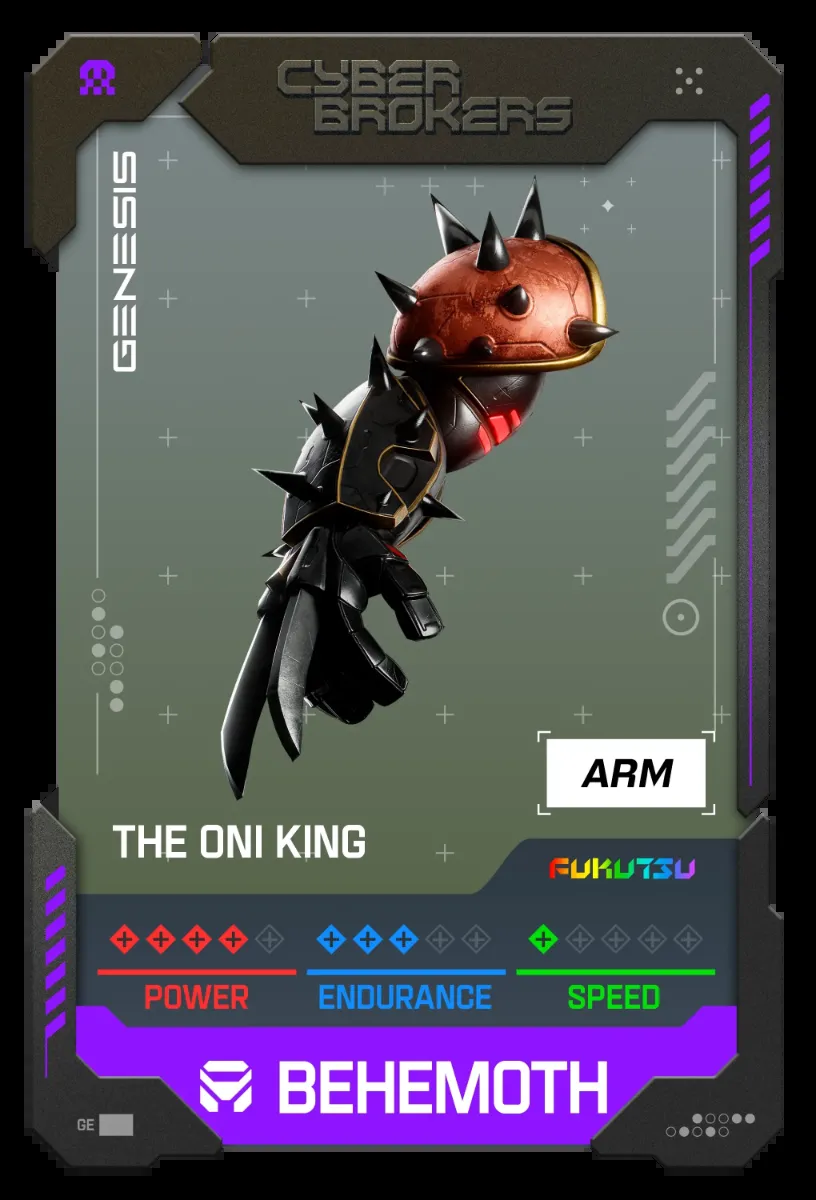 CYBER
BROKERS
GENESIS
ARM
THE ONI KING
FUKUTSU
POWER
ENDURANCE
SPEED
BEHEMOTH
GE